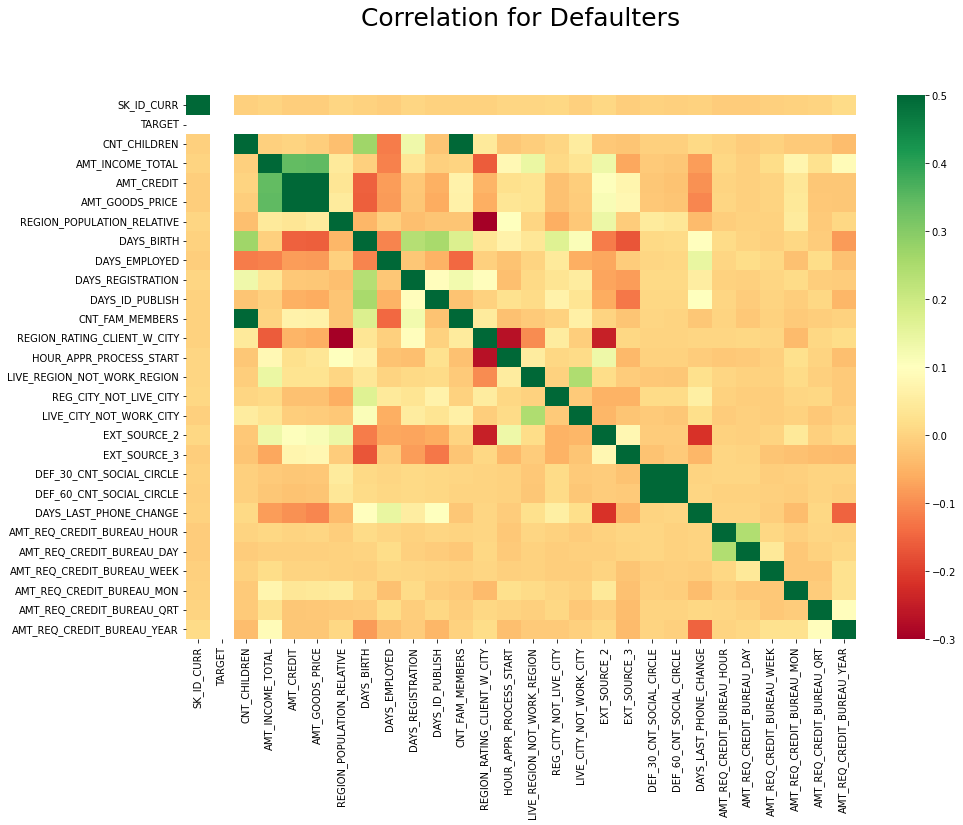 Correlation for Defaulters
SK_ID_CURR
TARGET
CNT_CHILDREN
AMT_INCOME_TOTAL
AMT_CREDIT
AMT_GOODS_PRICE
REGION_POPULATION_RELATIVE
DAYS_BIRTH
DAYS_EMPLOYED
DAYS_REGISTRATION
DAYS_ID_PUBLISH
CNT_FAM_MEMBERS
REGION_RATING_CLIENT_W_CITY
HOUR_APPR_PROCESS_START
LIVE_REGION_NOT_WORK_REGION
REG_CITY_NOT_LIVE_CITY
LIVE_CITY_NOT_WORK_CITY
EXT_SOURCE_2
EXT_SOURCE_3
DEF_30_CNT_SOCIAL_CIRCLE
DEF_60_CNT_SOCIAL_CIRCLE
DAYS_LAST_PHONE_CHANGE
AMT_REQ_CREDIT_BUREAU_HOUR
AMT_REQ_CREDIT_BUREAU_DAY
AMT_REQ_CREDIT_BUREAU_WEEK
AMT_REQ_CREDIT_BUREAU_MON
AMT_REQ_CREDIT_BUREAU_QRT
AMT_REQ_CREDIT_BUREAU_YEAR
SK_ID_CURR
TARGET
CNT_CHILDREN
AMT_INCOME_TOTAL
AMT_CREDIT
AMT_GOODS_PRICE
REGION_POPULATION_RELATIVE
DAYS_BIRTH
DAYS_EMPLOYED
DAYS_REGISTRATION
DAYS_ID_PUBLISH
CNT_FAM_MEMBERS
REGION_RATING_CLIENT_W_CITY
HOUR_APPR_PROCESS_START
LIVE_REGION_NOT_WORK_REGION
REG_CITY_NOT_LIVE_CITY
LIVE_CITY_NOT_WORK_CITY
EXT_SOURCE_2
EXT_SOURCE_3
DEF_30_CNT_SOCIAL_CIRCLE
DEF_60_CNT_SOCIAL_CIRCLE
DAYS_LAST_PHONE_CHANGE
AMT_REQ_CREDIT_BUREAU_HOUR
AMT_REQ_CREDIT_BUREAU_DAY
AMT_REQ_CREDIT_BUREAU_WEEK
AMT_REQ_CREDIT_BUREAU_MON
AMT_REQ_CREDIT_BUREAU_QRT
AMT_REQ_CREDIT_BUREAU_YEAR
0.5
0.4
0.3
0.2
0.1
0.0
−0.1
−0.2
−0.3